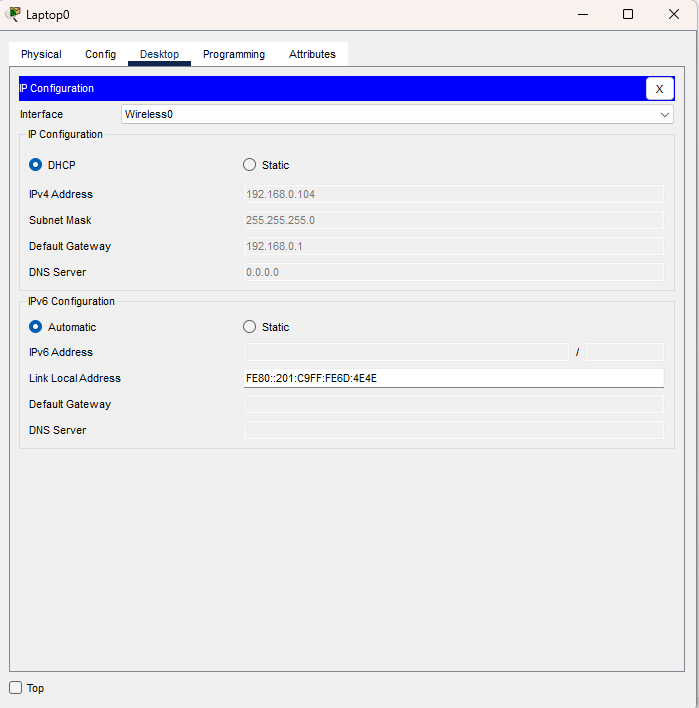 Laptop0
Physical Config Desktop Programming Attributes
IP Configuration X
Interface Wireless0
IP Configuration
DHCP Static
IPv4 Address 192.168.0.104
Subnet Mask 255.255.255.0
Default Gateway 192.168.0.1
DNS Server 0.0.0.0
IPv6 Configuration
Automatic Static
IPv6 Address /
Link Local Address FE80::201:C9FF:FE6D:4E4E
Default Gateway
DNS Server
Top